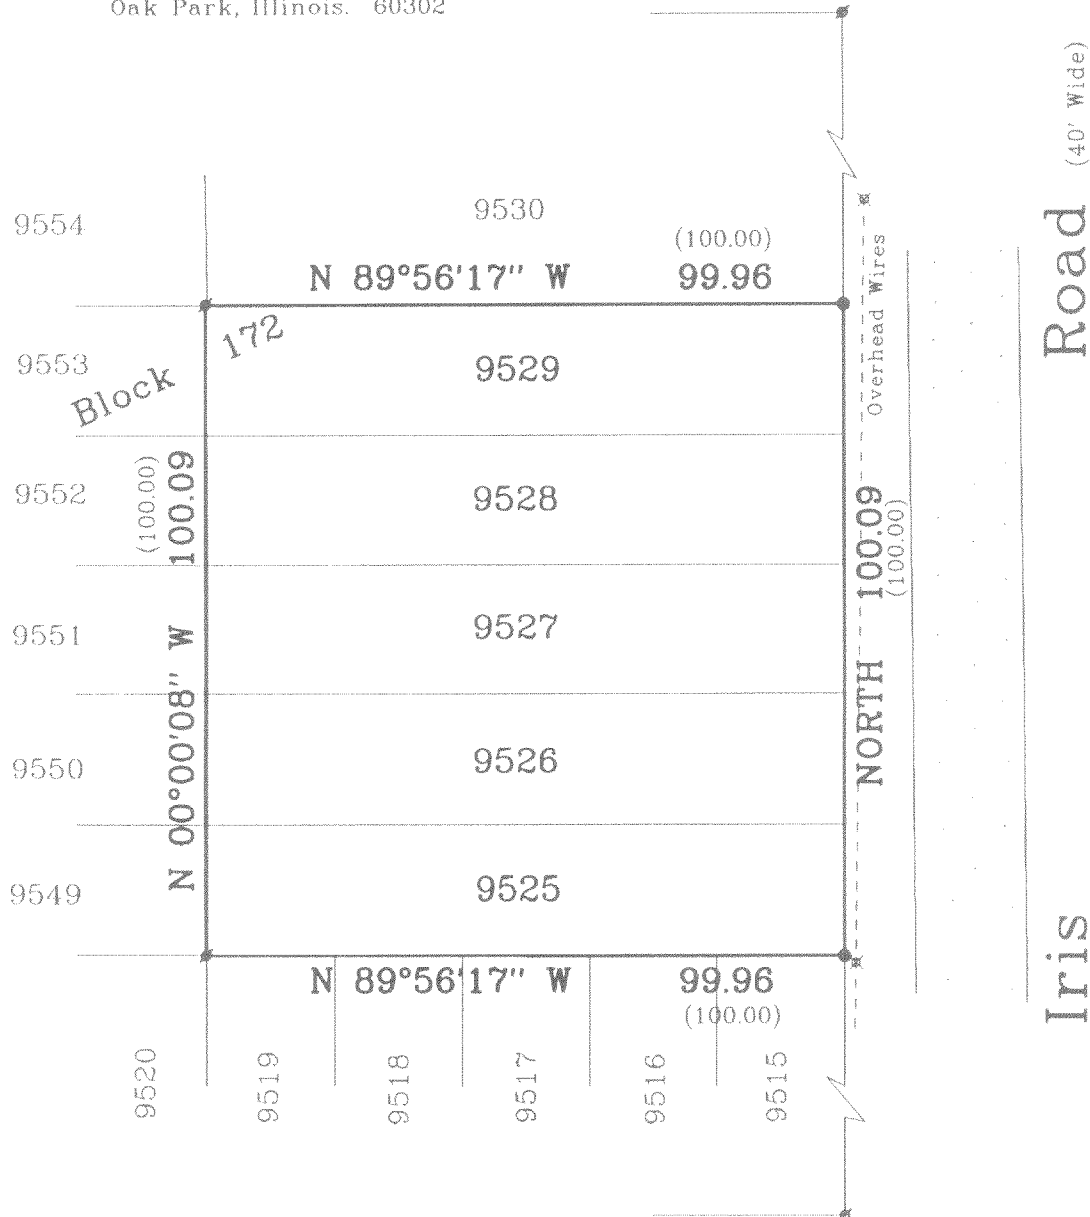 Oak Park, Illinois. 60302
(40' Wide)
9554
9530
(100.00)
N 89°56'17'' W 99.96
Overhead Wires
Road
172
9553
9529
Block
(100.00)
100.09
9552
9528
100.09
(100.00)
9551
9527
N 00°00'08'' W
NORTH
9550
9526
9549
9525
Iris
N 89°56'17'' W 99.96
(100.00)
9520
9519
9518
9517
9516
9515